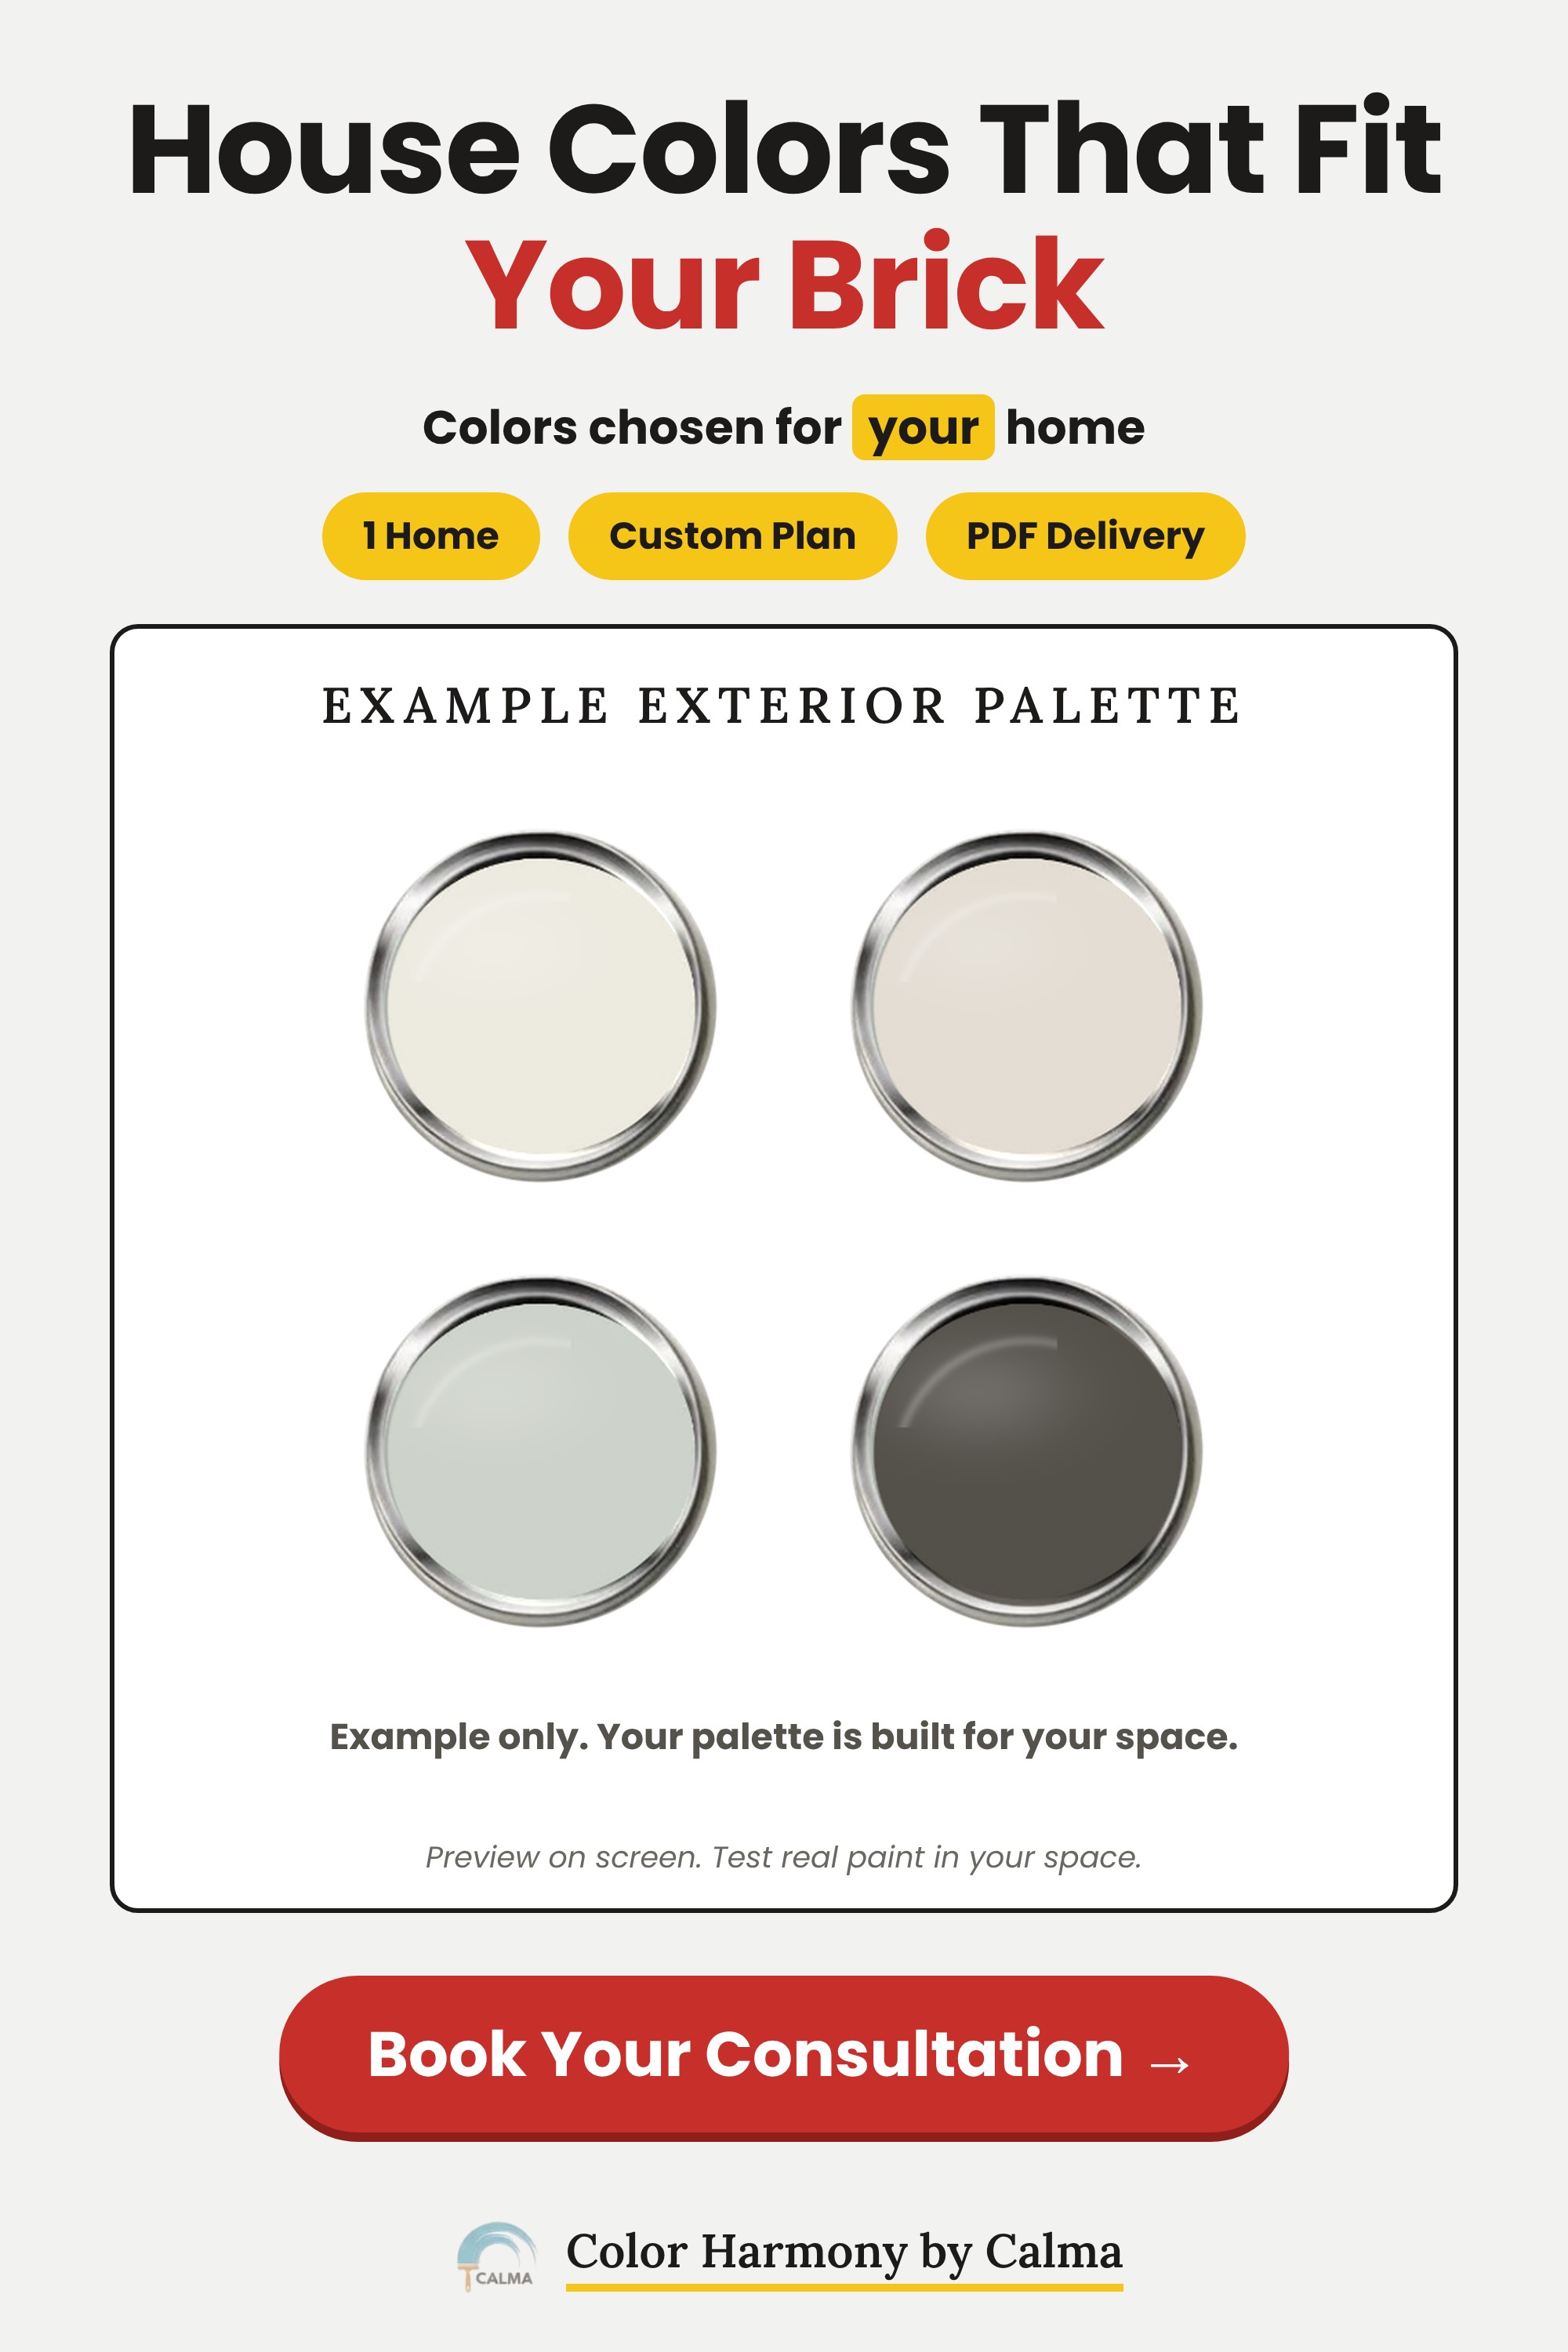 House Colors That Fit
Your Brick
Colors chosen for your home
1 Home
Custom Plan
PDF Delivery
EXAMPLE EXTERIOR PALETTE
Example only. Your palette is built for your space.
Preview on screen. Test real paint in your space.
Book Your Consultation →
CALMA
Color Harmony by Calma